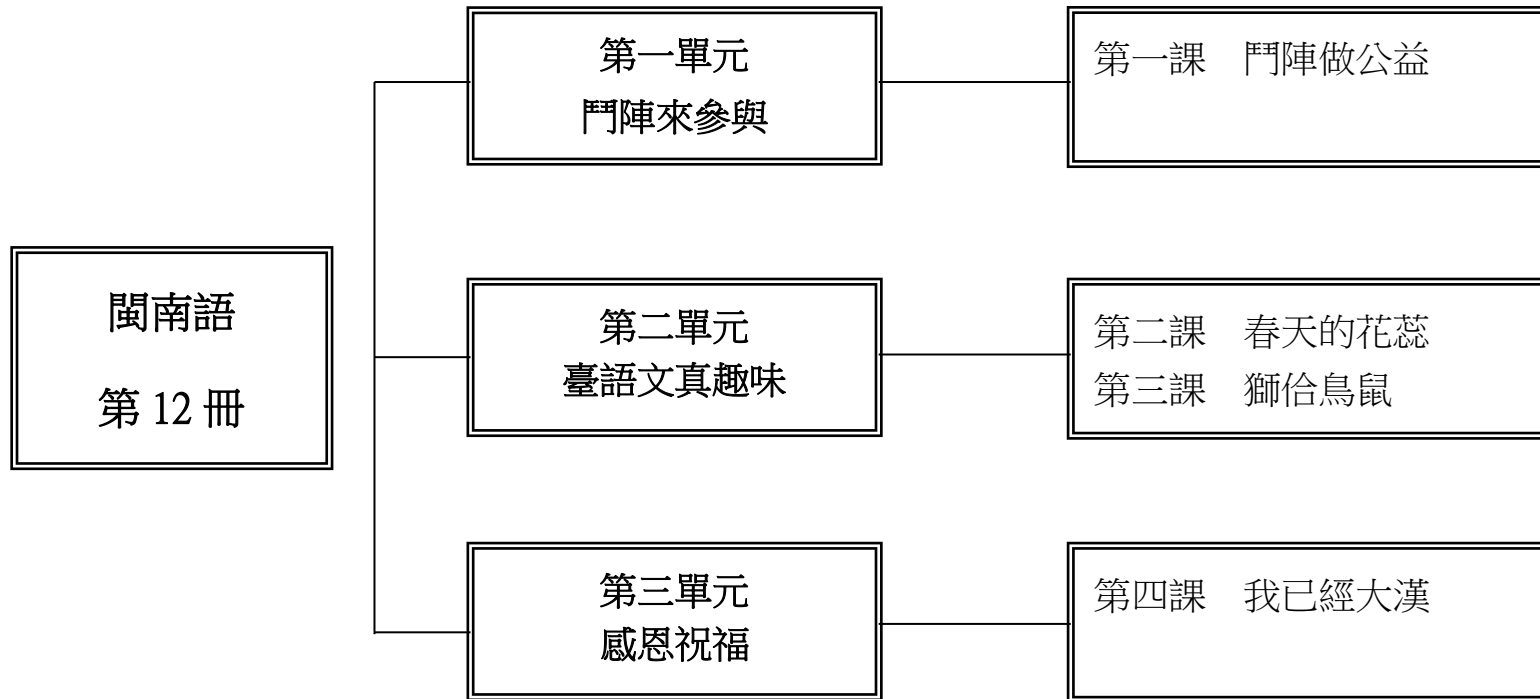 閩南語
第 12 冊
第一單元
鬥陣來參與
第一課　鬥陣做公益
第二單元
臺語文真趣味
第二課　春天的花蕊
第三課　獅佮鳥鼠
第三單元
感恩祝福
第四課　我已經大漢